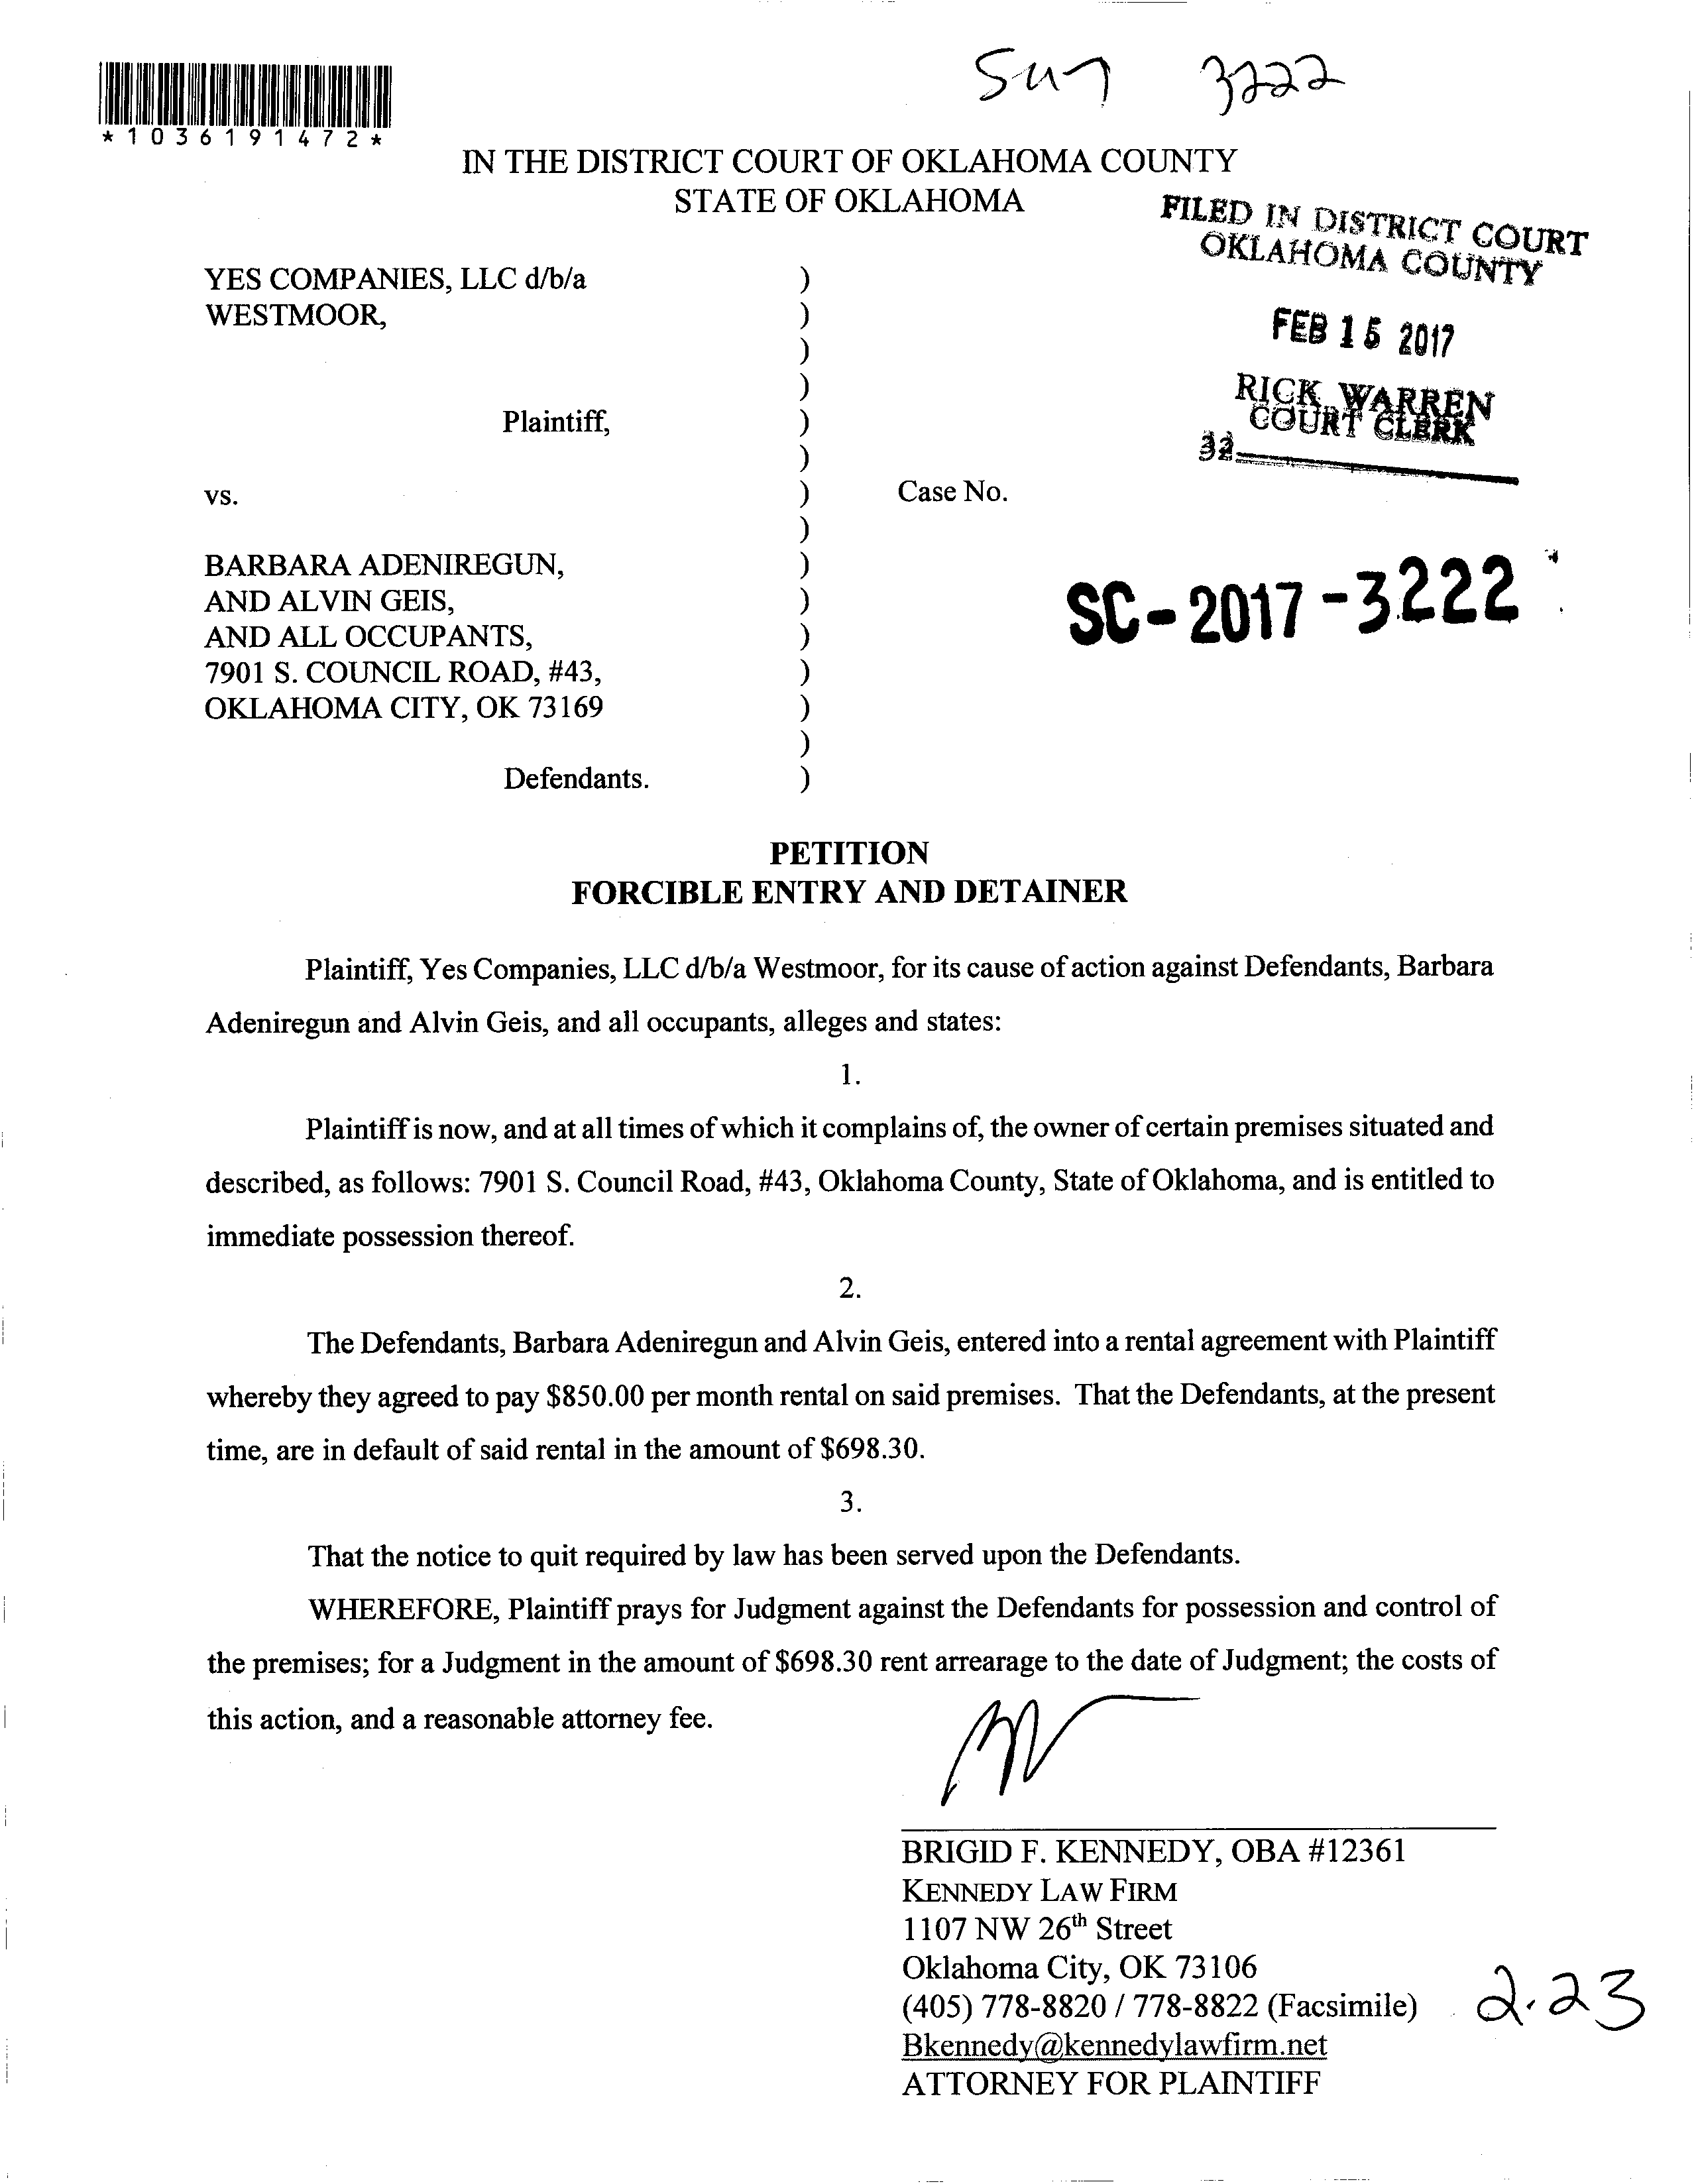 3222
*1036191472*
IN THE DISTRICT COURT OF OKLAHOMA COUNTY
STATE OF OKLAHOMA
FILED IN DISTRICT COURT
OKLAHOMA COUNTY
FEB 15 2017
RICK WARREN
COURT CLERK
32
YES COMPANIES, LLC d/b/a )
WESTMOOR, )
)
)
Plaintiff, )
)
vs. ) Case No.
)
BARBARA ADENIREGUN, )
AND ALVIN GEIS, )
AND ALL OCCUPANTS, )
7901 S. COUNCIL ROAD, #43, )
OKLAHOMA CITY, OK 73169 )
)
Defendants. )
SC-2017-3222
PETITION
FORCIBLE ENTRY AND DETAINER
Plaintiff, Yes Companies, LLC d/b/a Westmoor, for its cause of action against Defendants, Barbara
Adeniregun and Alvin Geis, and all occupants, alleges and states:
1.
Plaintiff is now, and at all times of which it complains of, the owner of certain premises situated and
described, as follows: 7901 S. Council Road, #43, Oklahoma County, State of Oklahoma, and is entitled to
immediate possession thereof.
2.
The Defendants, Barbara Adeniregun and Alvin Geis, entered into a rental agreement with Plaintiff
whereby they agreed to pay $850.00 per month rental on said premises. That the Defendants, at the present
time, are in default of said rental in the amount of $698.30.
3.
That the notice to quit required by law has been served upon the Defendants.
WHEREFORE, Plaintiff prays for Judgment against the Defendants for possession and control of
the premises; for a Judgment in the amount of $698.30 rent arrearage to the date of Judgment; the costs of
this action, and a reasonable attorney fee.
BRIGID F. KENNEDY, OBA #12361
KENNEDY LAW FIRM
1107 NW 26th Street
Oklahoma City, OK 73106
(405) 778-8820 / 778-8822 (Facsimile)
Bkennedy@kennedylawfirm.net
ATTORNEY FOR PLAINTIFF
2.23